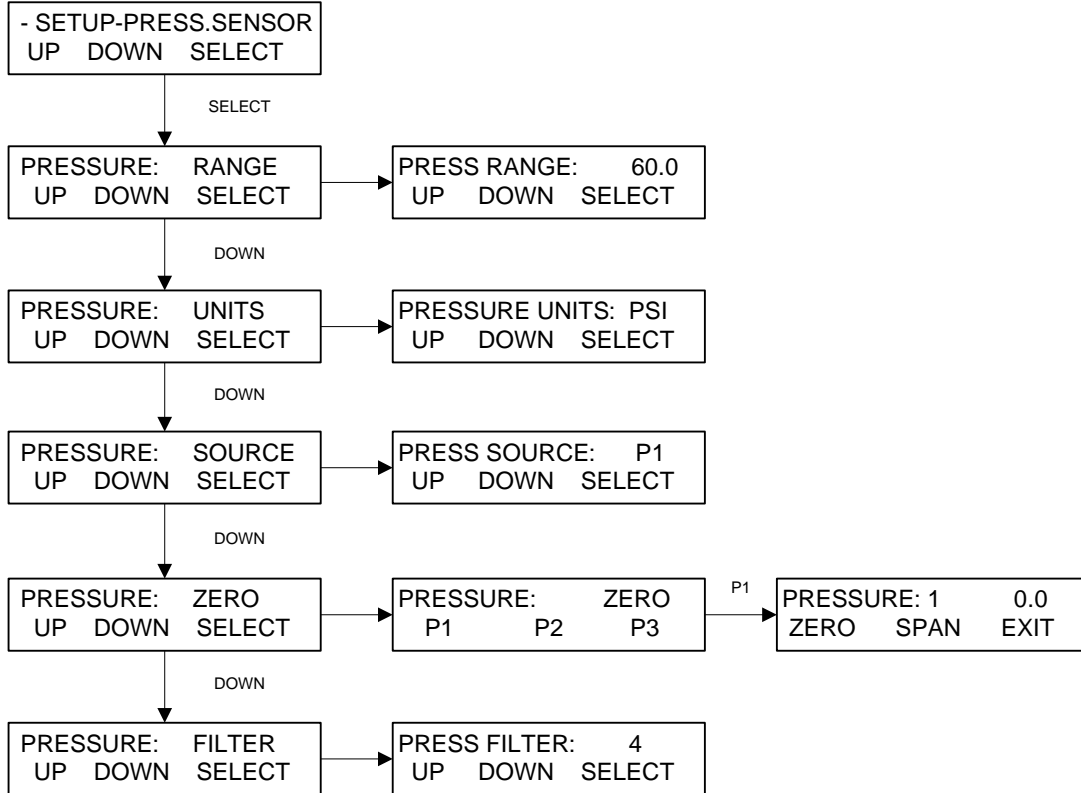 - SETUP-PRESS.SENSOR
UP DOWN SELECT
SELECT
PRESSURE: RANGE
UP DOWN SELECT
PRESS RANGE: 60.0
UP DOWN SELECT
DOWN
PRESSURE: UNITS
UP DOWN SELECT
PRESSURE UNITS: PSI
UP DOWN SELECT
DOWN
PRESSURE: SOURCE
UP DOWN SELECT
PRESS SOURCE: P1
UP DOWN SELECT
DOWN
PRESSURE: ZERO
UP DOWN SELECT
PRESSURE: ZERO
P1 P2 P3
P1
PRESSURE: 1 0.0
ZERO SPAN EXIT
DOWN
PRESSURE: FILTER
UP DOWN SELECT
PRESS FILTER: 4
UP DOWN SELECT